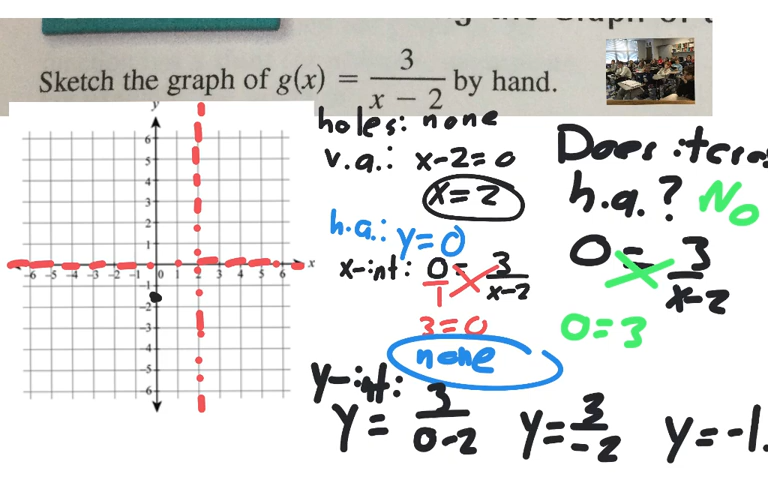 Sketch the graph of g(x) = 3 / (x − 2) by hand.
holes: none
v.a.: x-2=0
x=2
h.a.: y=0
x-int: 0/1 = 3/(x-2)
3=0
none
y-int:
y = 3/(0-2) y = 3/-2 y = -1.
Does
h.a.? No
0 = 3/(x-2)
0=3
y
6
5
4
3
2
1
-6 -5 -4 -3 -2 -1 0 1 2 3 4 5 6 x
-1
-2
-3
-4
-5
-6